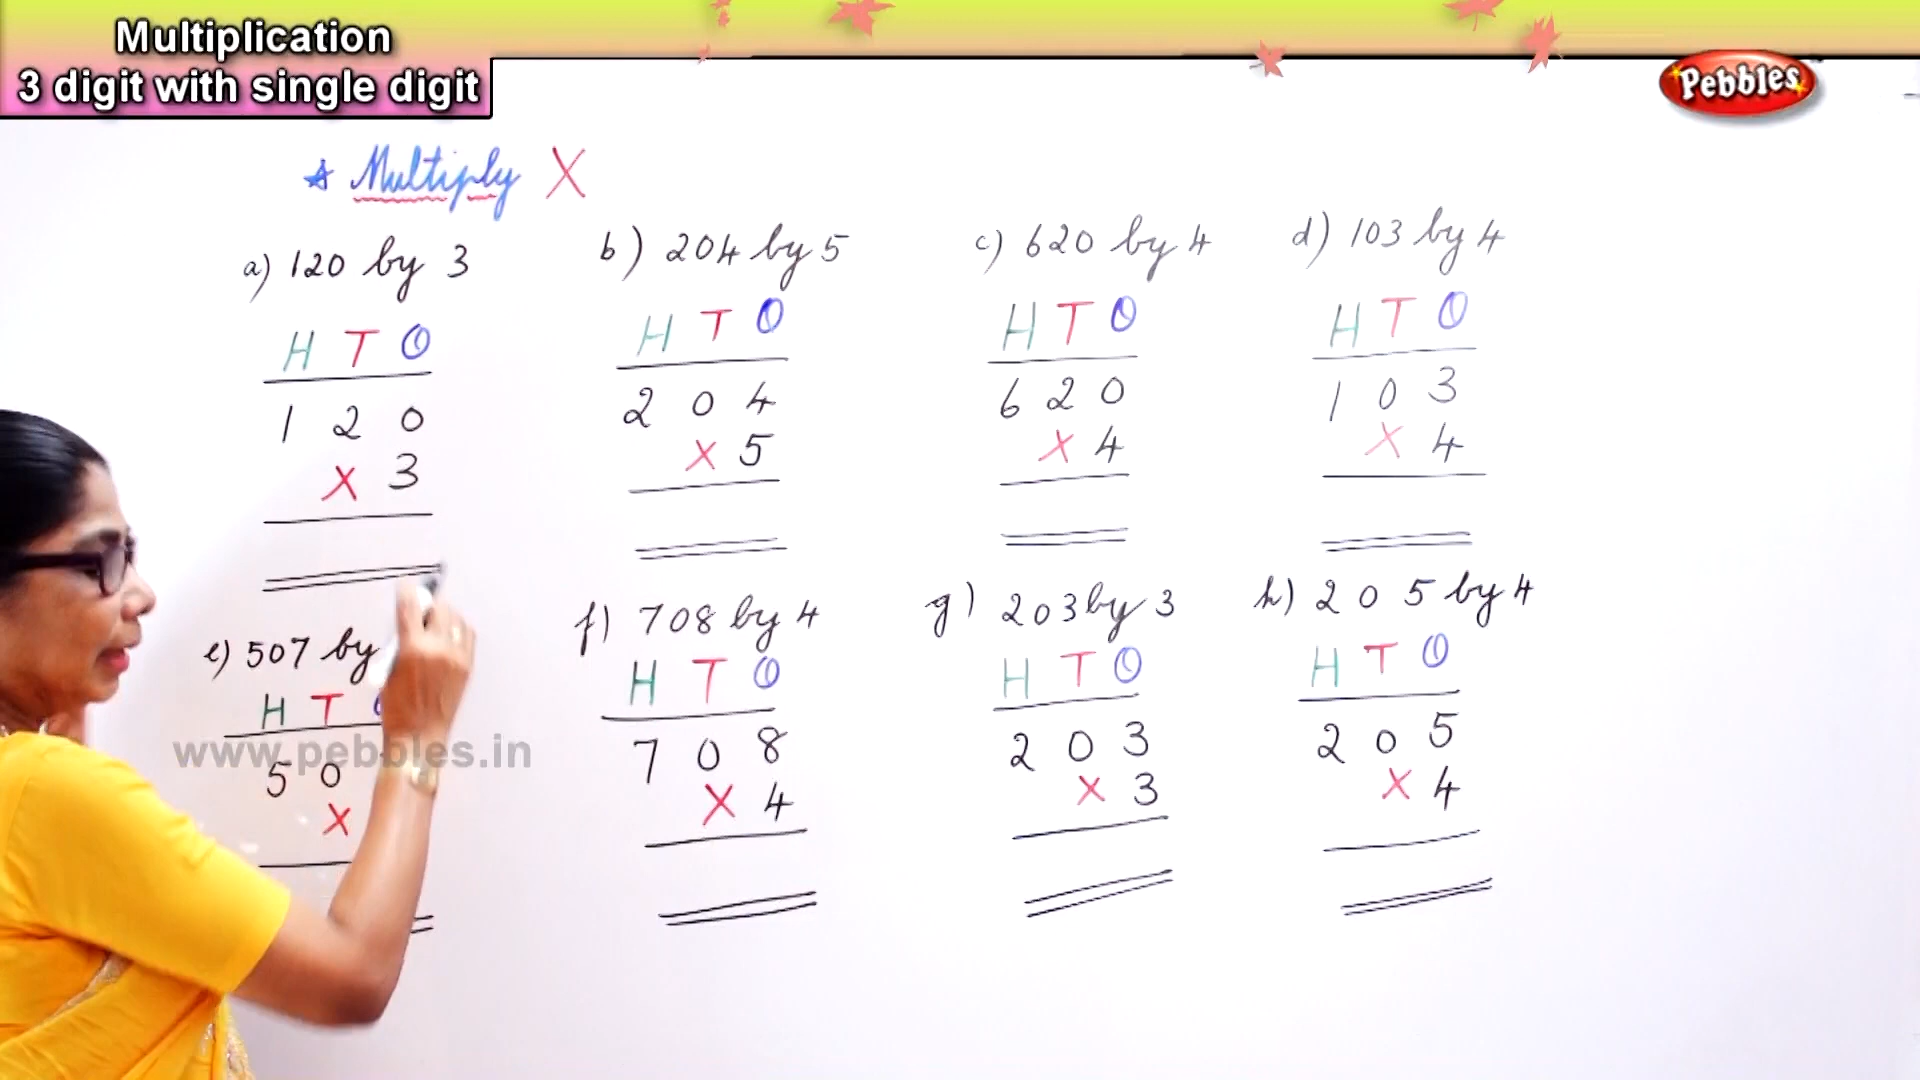 Multiplication
3 digit with single digit
Pebbles
Multiply X
a) 120 by 3
H T O
1 2 0
X 3
b) 204 by 5
H T O
2 0 4
X 5
c) 620 by 4
H T O
6 2 0
X 4
d) 103 by 4
H T O
1 0 3
X 4
e) 507 by
H T
5 0
X
f) 708 by 4
H T O
7 0 8
X 4
g) 203 by 3
H T O
2 0 3
X 3
h) 205 by 4
H T O
2 0 5
X 4
www.pebbles.in